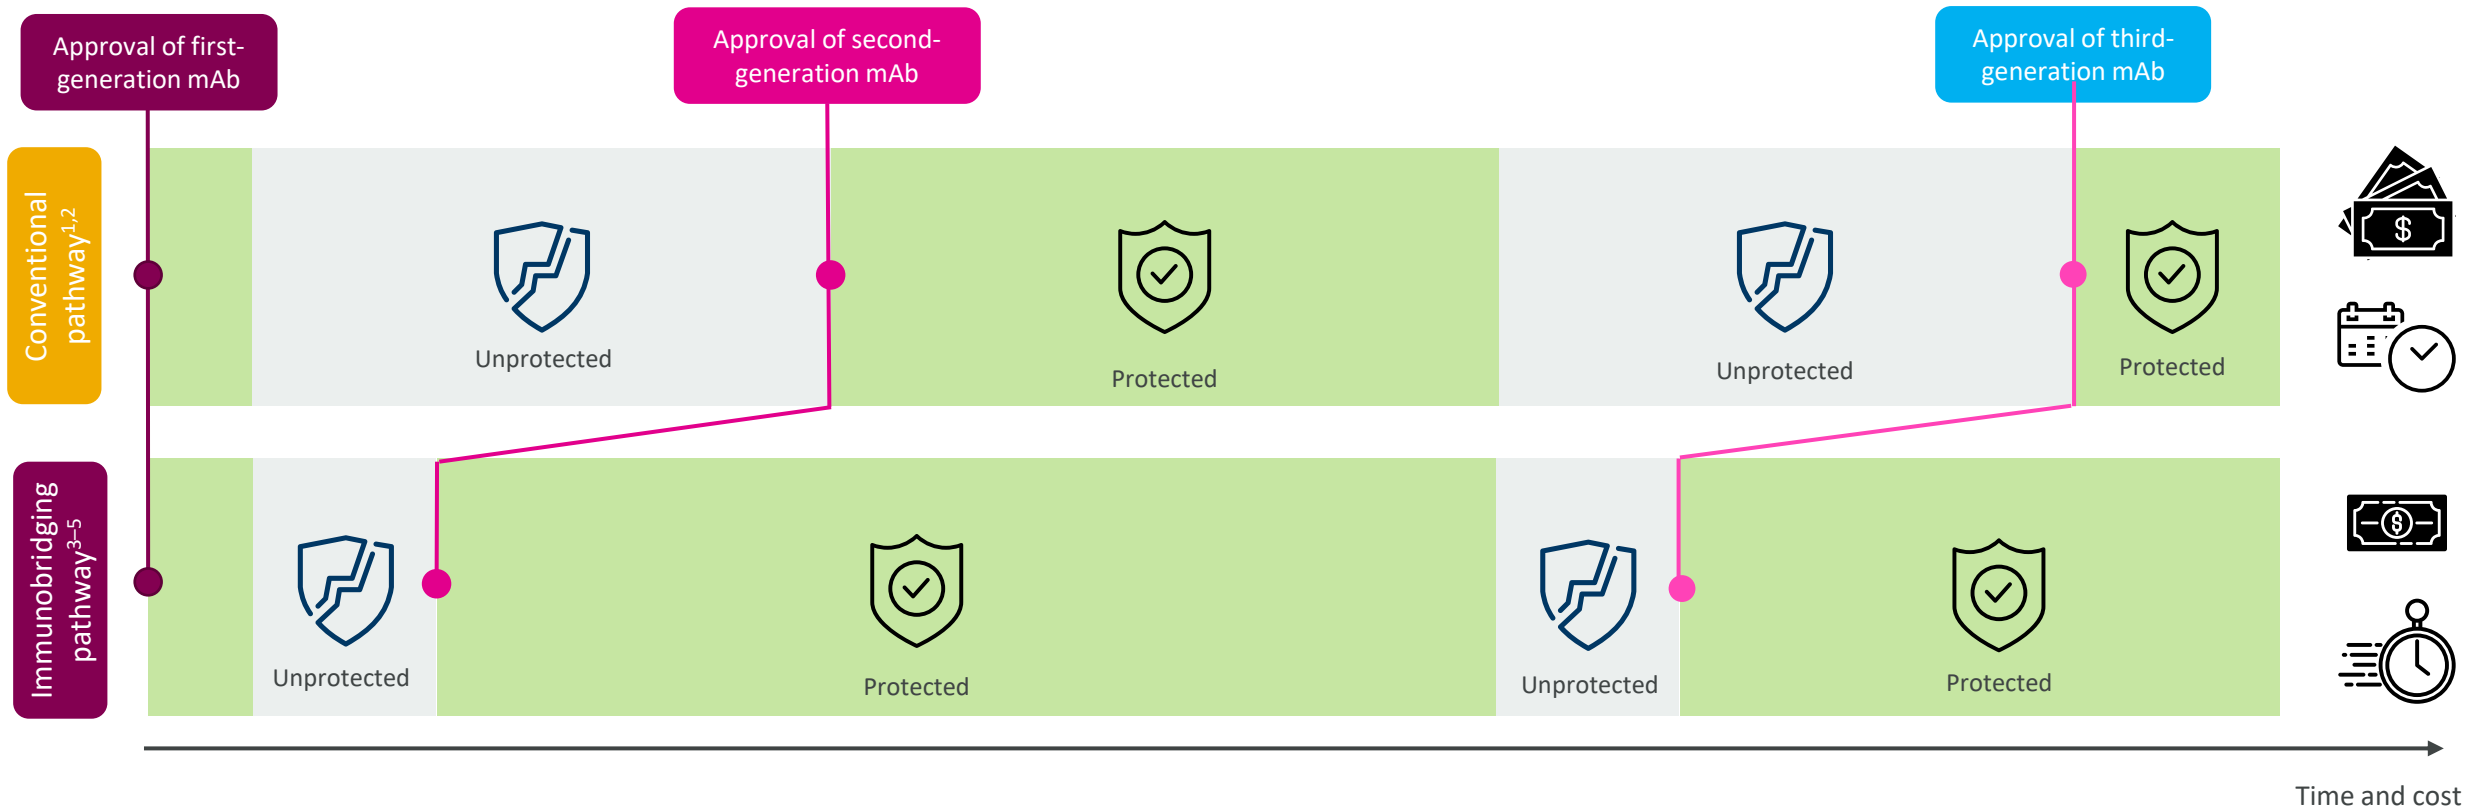 Approval of first-
generation mAb
Approval of second-
generation mAb
Approval of third-
generation mAb
Conventional
pathway1,2
Unprotected
Protected
Unprotected
Protected
$
Immunobridging
pathway3–5
Unprotected
Protected
Unprotected
Protected
$
Time and cost